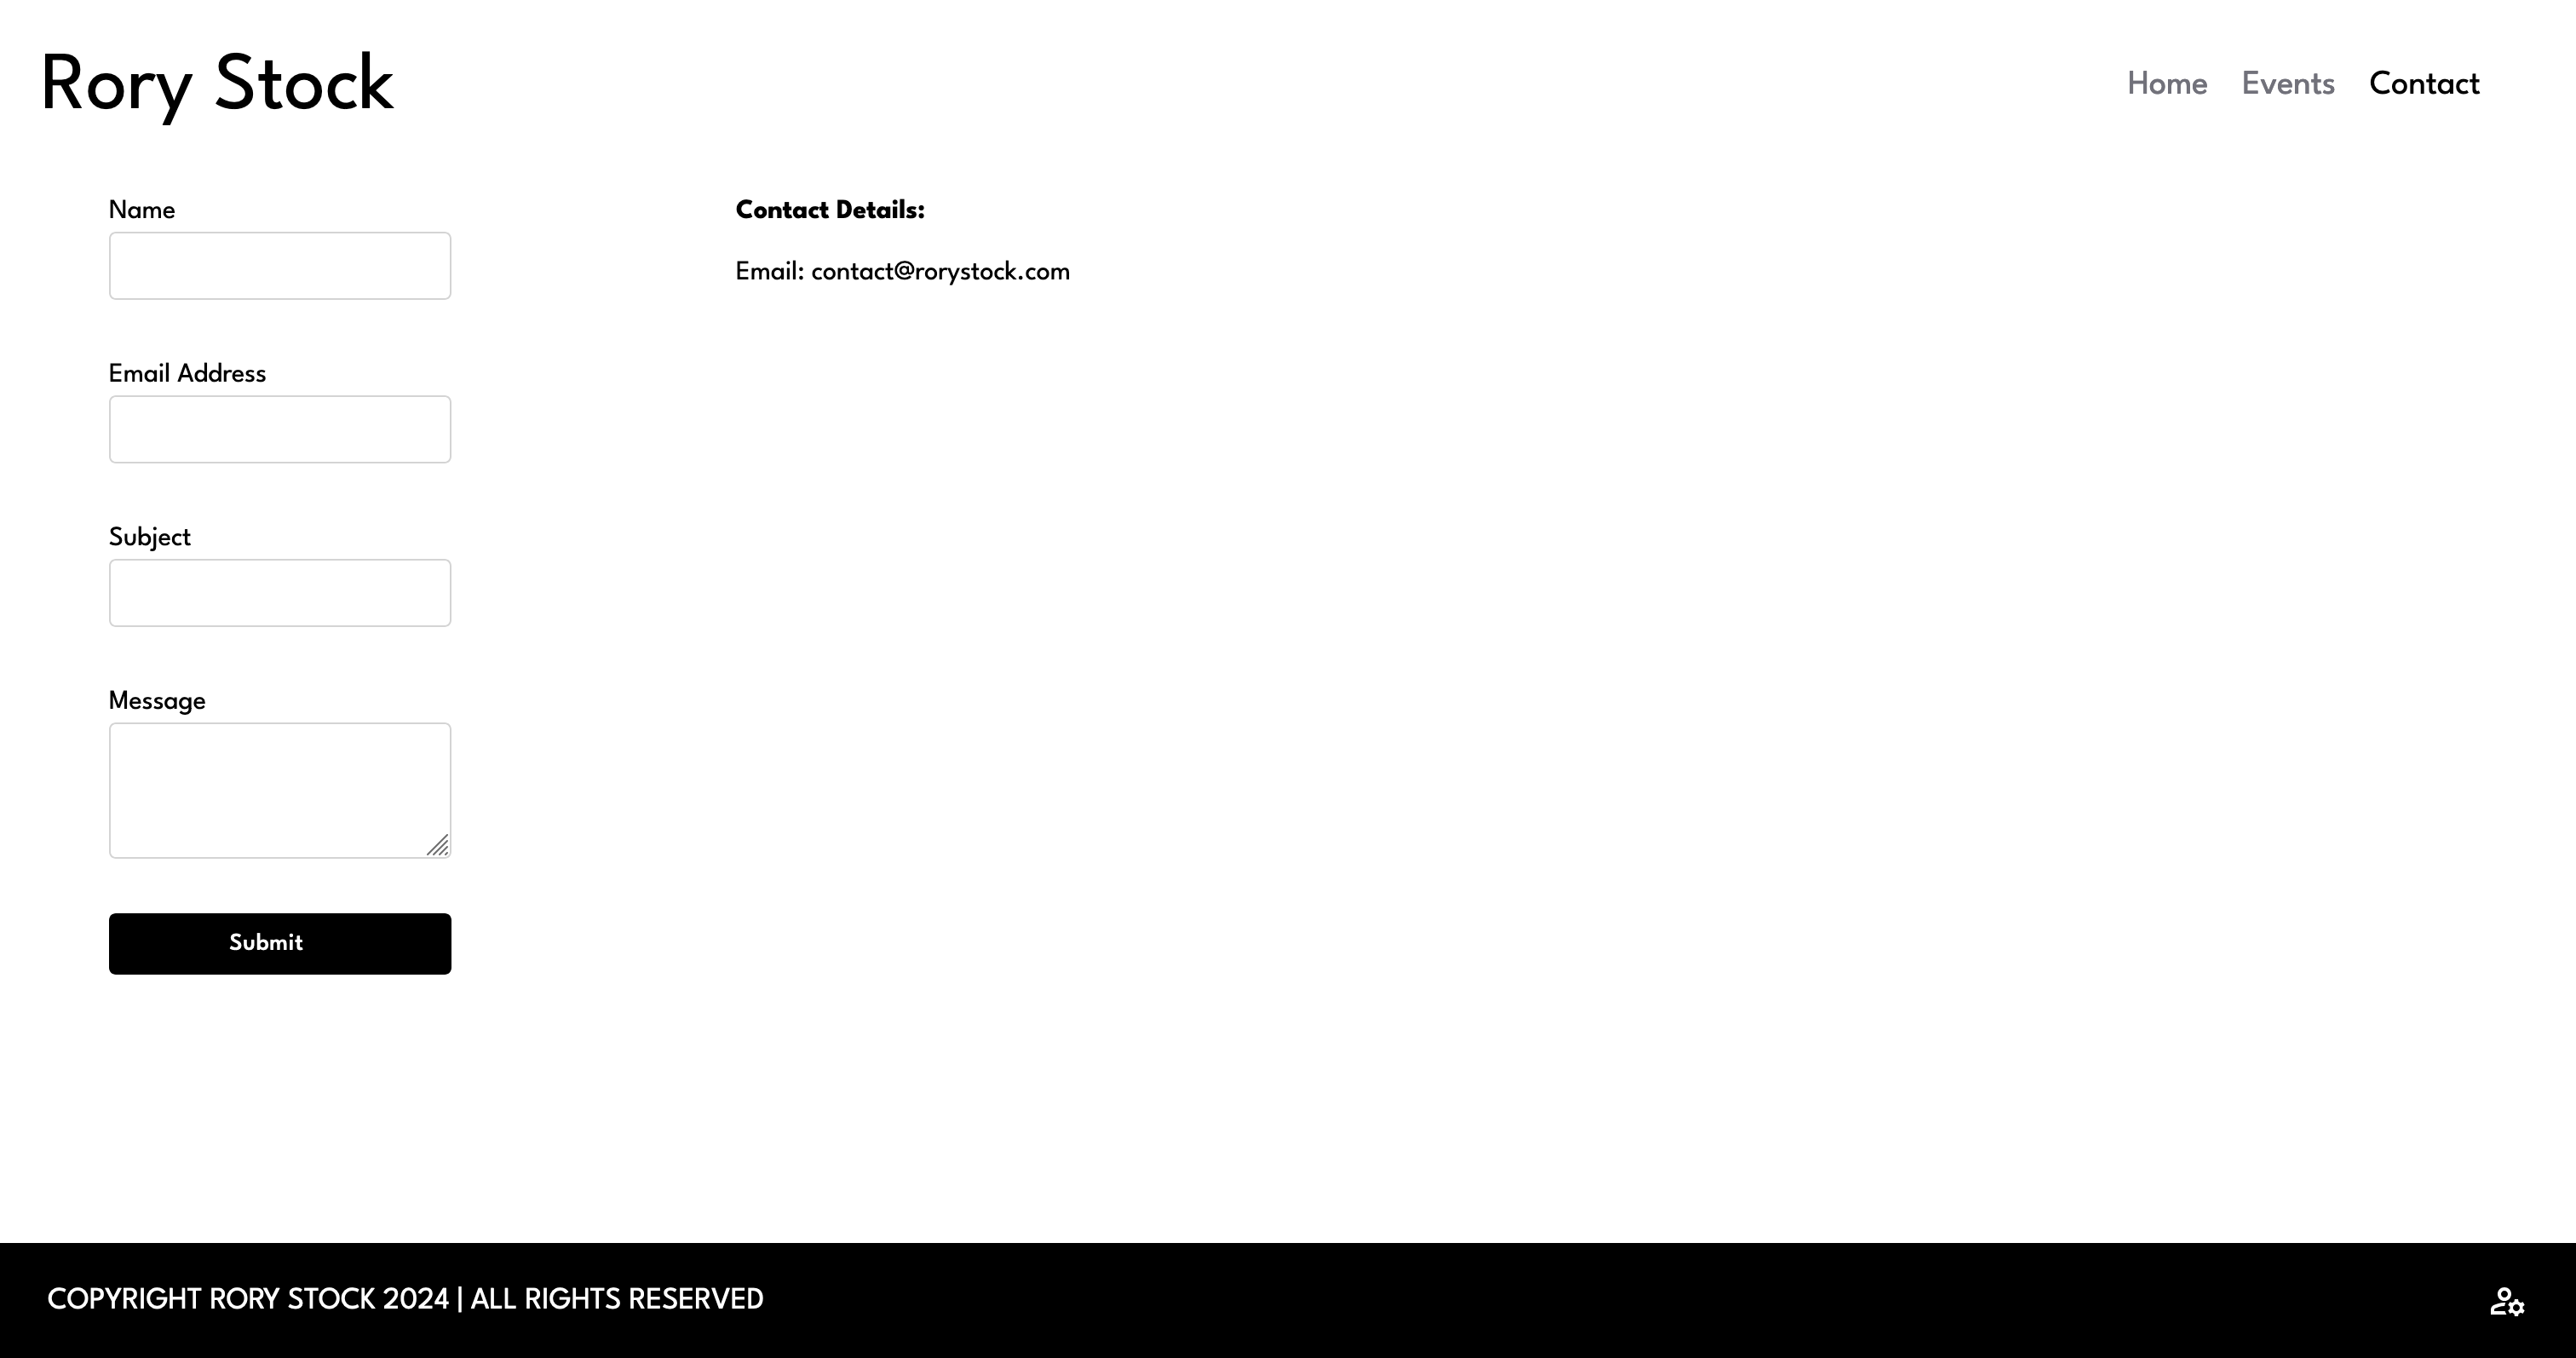 Rory Stock
Home Events Contact
Name
Contact Details:
Email: contact@rorystock.com
Email Address
Subject
Message
Submit
COPYRIGHT RORY STOCK 2024 | ALL RIGHTS RESERVED